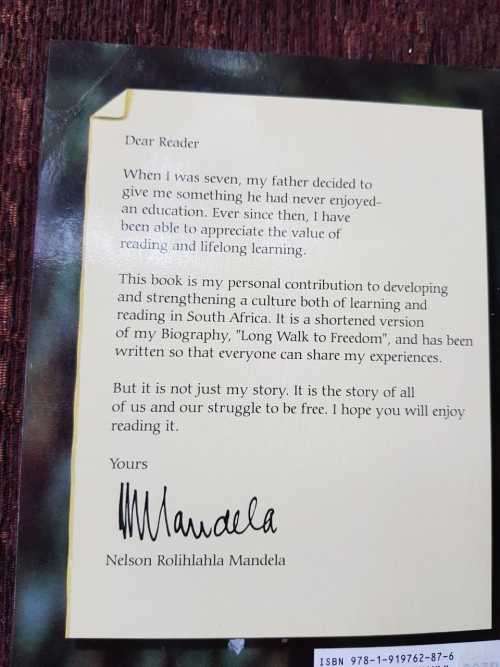 Dear Reader
When I was seven, my father decided to
give me something he had never enjoyed–
an education. Ever since then, I have
been able to appreciate the value of
reading and lifelong learning.
This book is my personal contribution to developing
and strengthening a culture both of learning and
reading in South Africa. It is a shortened version
of my Biography, "Long Walk to Freedom", and has been
written so that everyone can share my experiences.
But it is not just my story. It is the story of all
of us and our struggle to be free. I hope you will enjoy
reading it.
Yours
NMandela
Nelson Rolihlahla Mandela
ISBN 978-1-919762-87-6